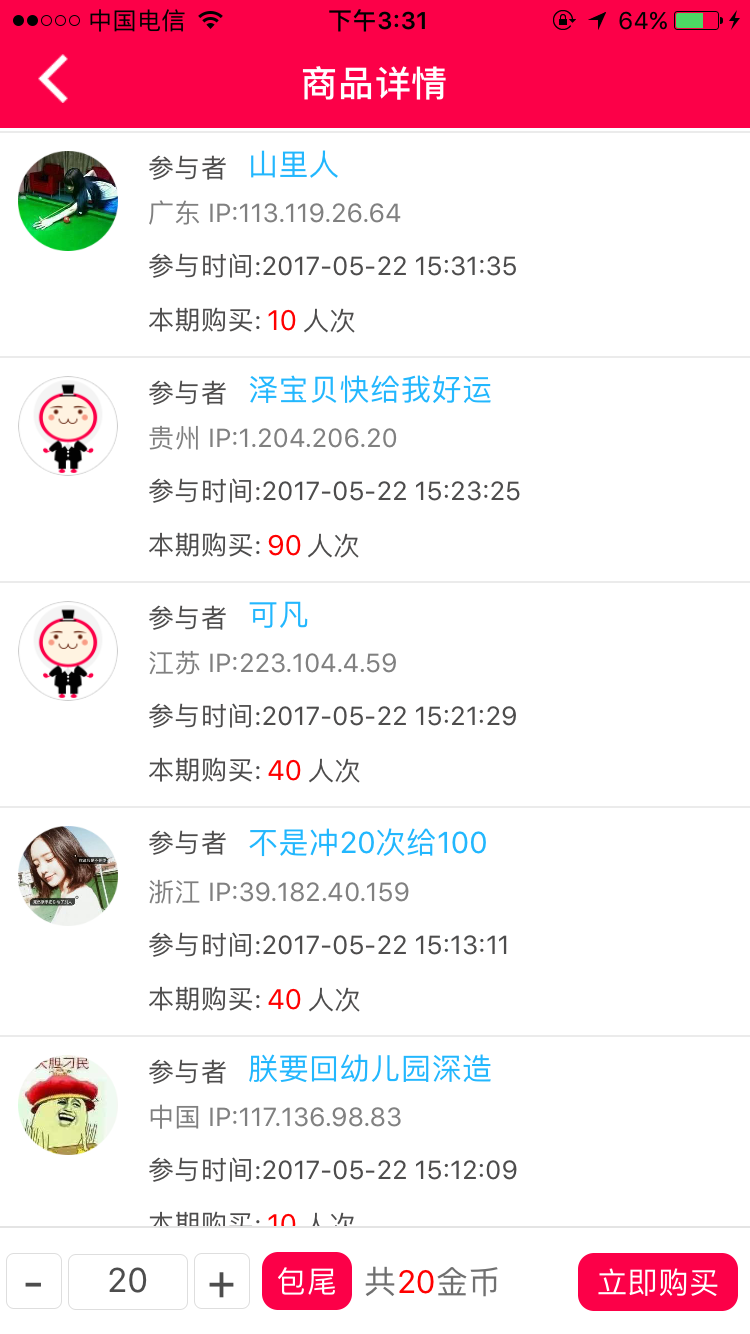 中国电信 下午3:31 64%
商品详情
参与者 山里人
广东 IP:113.119.26.64
参与时间:2017-05-22 15:31:35
本期购买: 10 人次
参与者 泽宝贝快给我好运
贵州 IP:1.204.206.20
参与时间:2017-05-22 15:23:25
本期购买: 90 人次
参与者 可凡
江苏 IP:223.104.4.59
参与时间:2017-05-22 15:21:29
本期购买: 40 人次
参与者 不是冲20次给100
浙江 IP:39.182.40.159
参与时间:2017-05-22 15:13:11
本期购买: 40 人次
大胆刁民
参与者 朕要回幼儿园深造
中国 IP:117.136.98.83
参与时间:2017-05-22 15:12:09
本期购买: 10 人次
- 20 + 包尾 共20金币 立即购买